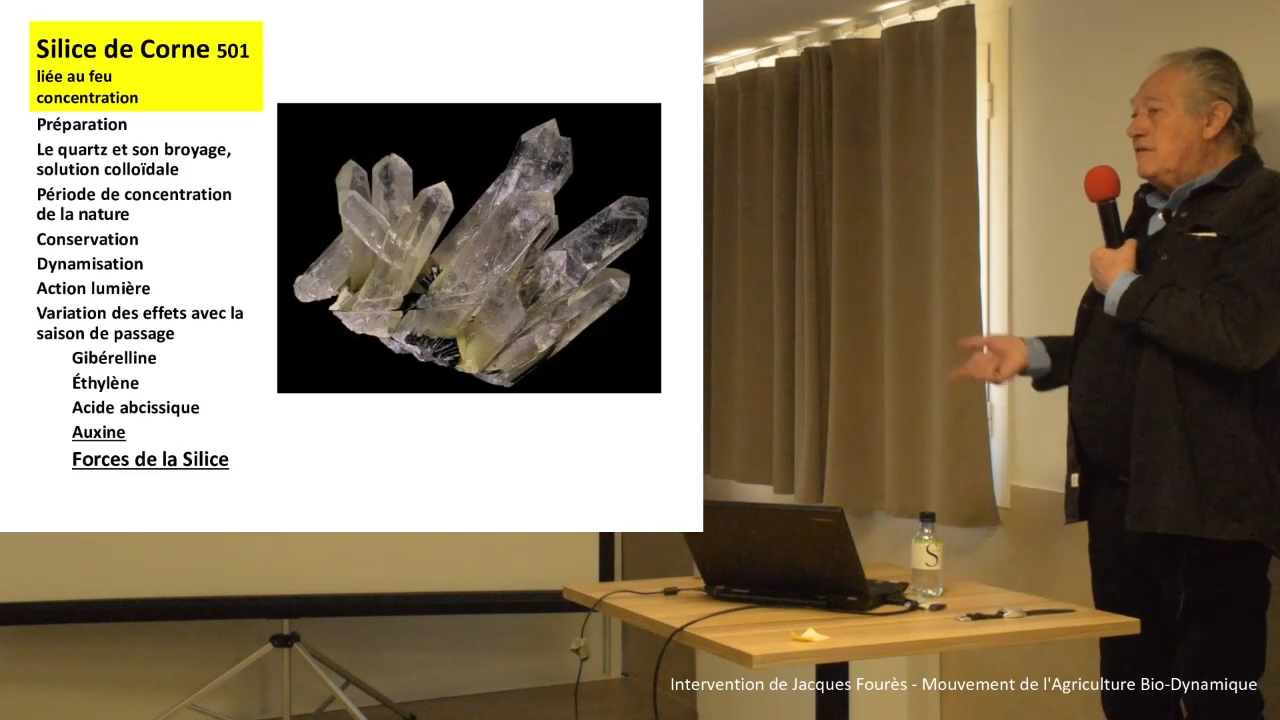 Silice de Corne 501
liée au feu
concentration
Préparation
Le quartz et son broyage,
solution colloïdale
Période de concentration
de la nature
Conservation
Dynamisation
Action lumière
Variation des effets avec la
saison de passage
Gibérelline
Éthylène
Acide abcissique
Auxine
Forces de la Silice
S
Intervention de Jacques Fourès - Mouvement de l'Agriculture Bio-Dynamique